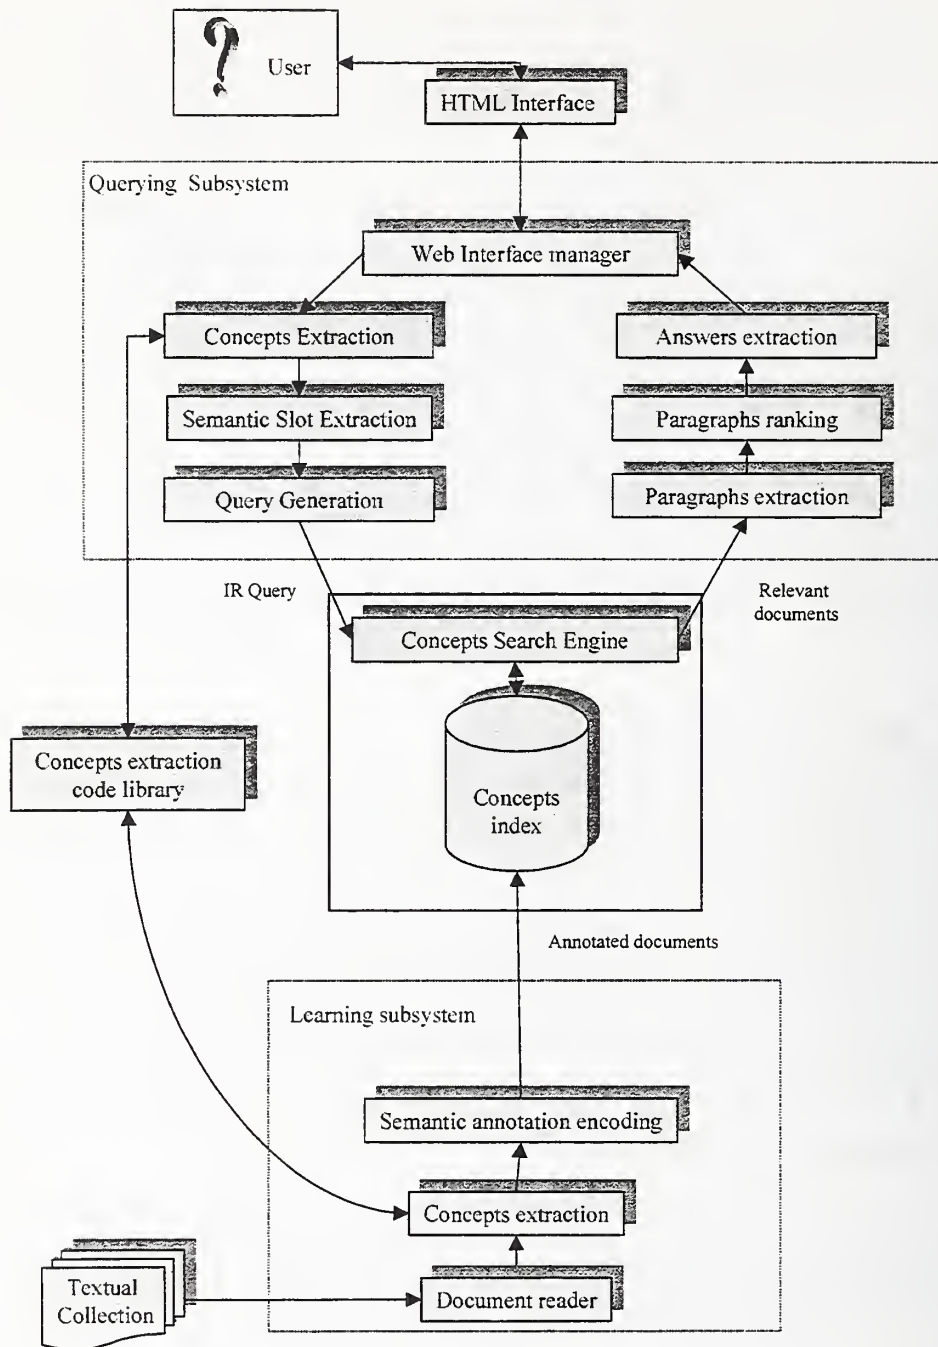 ?
User
HTML Interface
Querying Subsystem
Web Interface manager
Concepts Extraction
Answers extraction
Semantic Slot Extraction
Paragraphs ranking
Query Generation
Paragraphs extraction
IR Query
Relevant
documents
Concepts Search Engine
Concepts extraction
code library
Concepts
index
Annotated documents
Learning subsystem
Semantic annotation encoding
Concepts extraction
Textual
Collection
Document reader